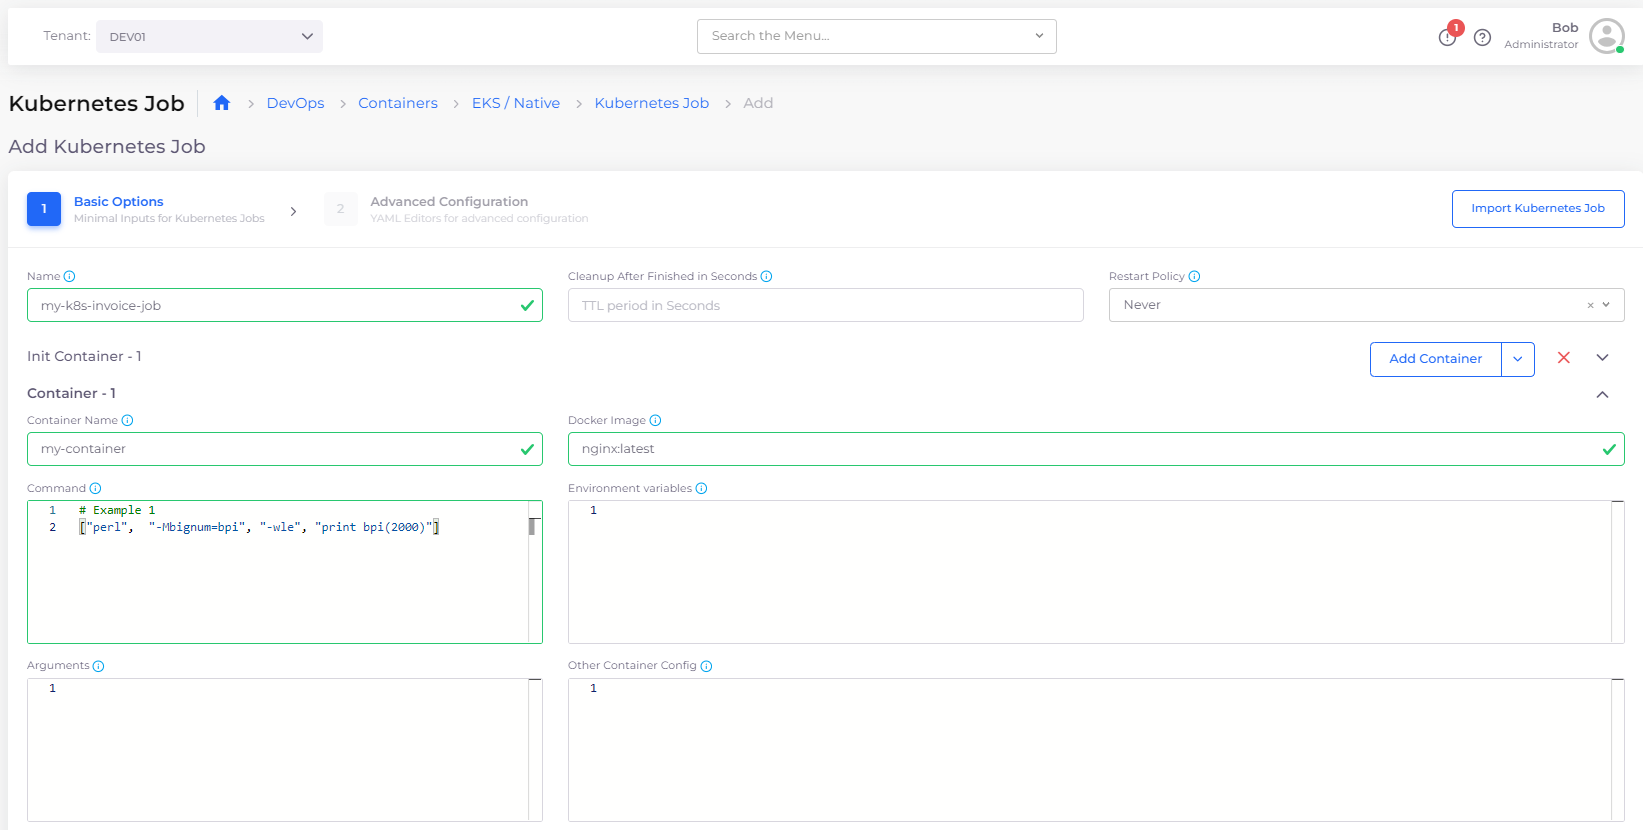 Tenant: DEV01 Search the Menu... 1 Bob
Administrator
Kubernetes Job DevOps Containers EKS / Native Kubernetes Job Add
Add Kubernetes Job
1 Basic Options 2 Advanced Configuration Import Kubernetes Job
Minimal Inputs for Kubernetes Jobs YAML Editors for advanced configuration
Name Cleanup After Finished in Seconds Restart Policy
my-k8s-invoice-job TTL period in Seconds Never
Init Container - 1 Add Container
Container - 1
Container Name Docker Image
my-container nginx:latest
Command Environment variables
1 # Example 1 1
2 ["perl", "-Mbignum=bpi", "-wle", "print bpi(2000)"]
Arguments Other Container Config
1 1